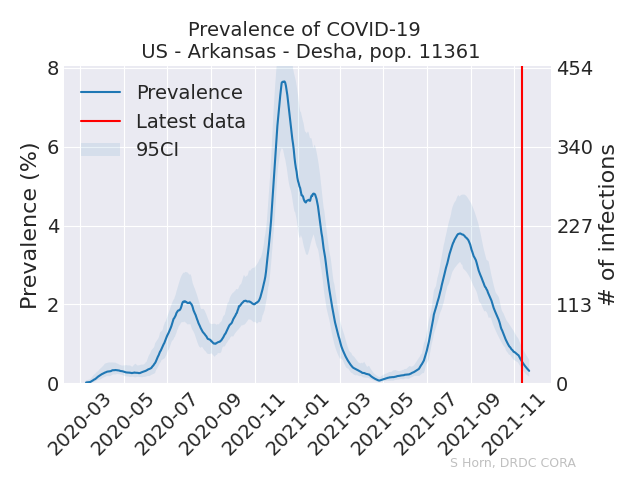 Prevalence of COVID-19
US - Arkansas - Desha, pop. 11361
Prevalence
Latest data
95CI
Prevalence (%)
8
6
4
2
0
454
340
227
113
0
# of infections
2020-03
2020-05
2020-07
2020-09
2020-11
2021-01
2021-03
2021-05
2021-07
2021-09
2021-11
S Horn, DRDC CORA